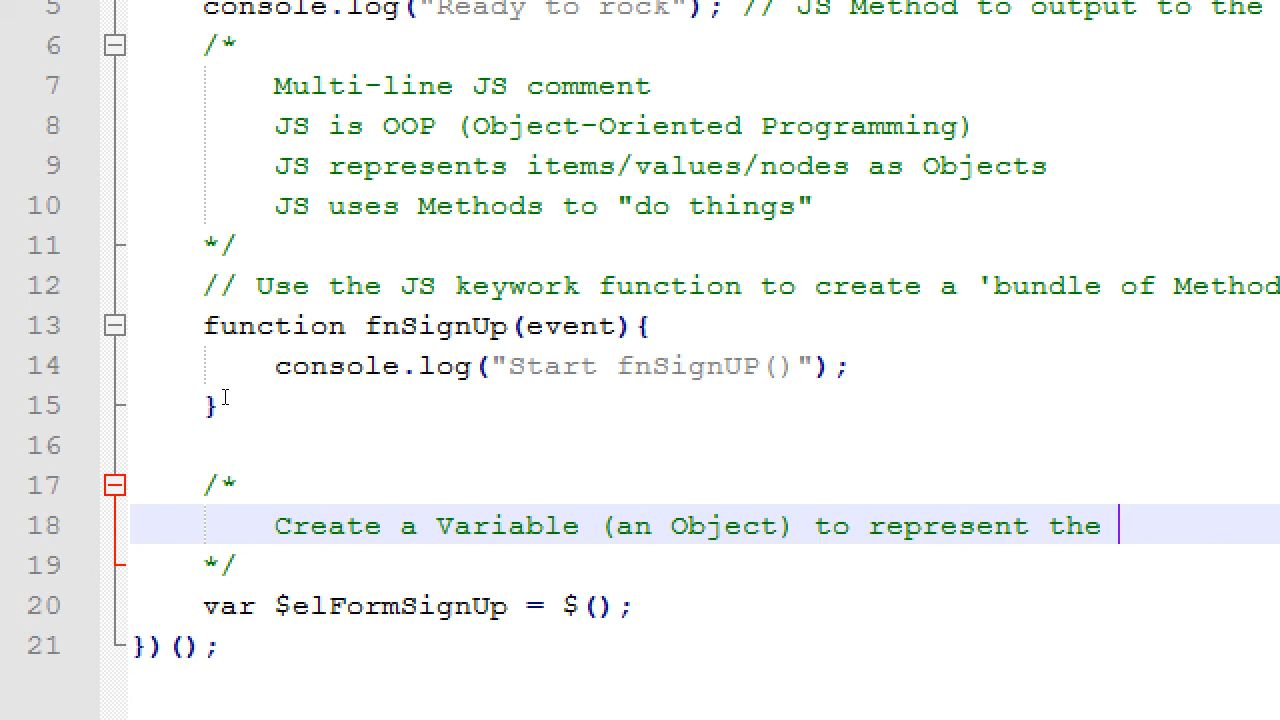 5 console.log("Ready to rock"); // JS Method to output to the
6 /*
7 Multi-line JS comment
8 JS is OOP (Object-Oriented Programming)
9 JS represents items/values/nodes as Objects
10 JS uses Methods to "do things"
11 */
12 // Use the JS keywork function to create a 'bundle of Method
13 function fnSignUp(event){
14 console.log("Start fnSignUP()");
15 }
16
17 /*
18 Create a Variable (an Object) to represent the
19 */
20 var $elFormSignUp = $();
21 })();